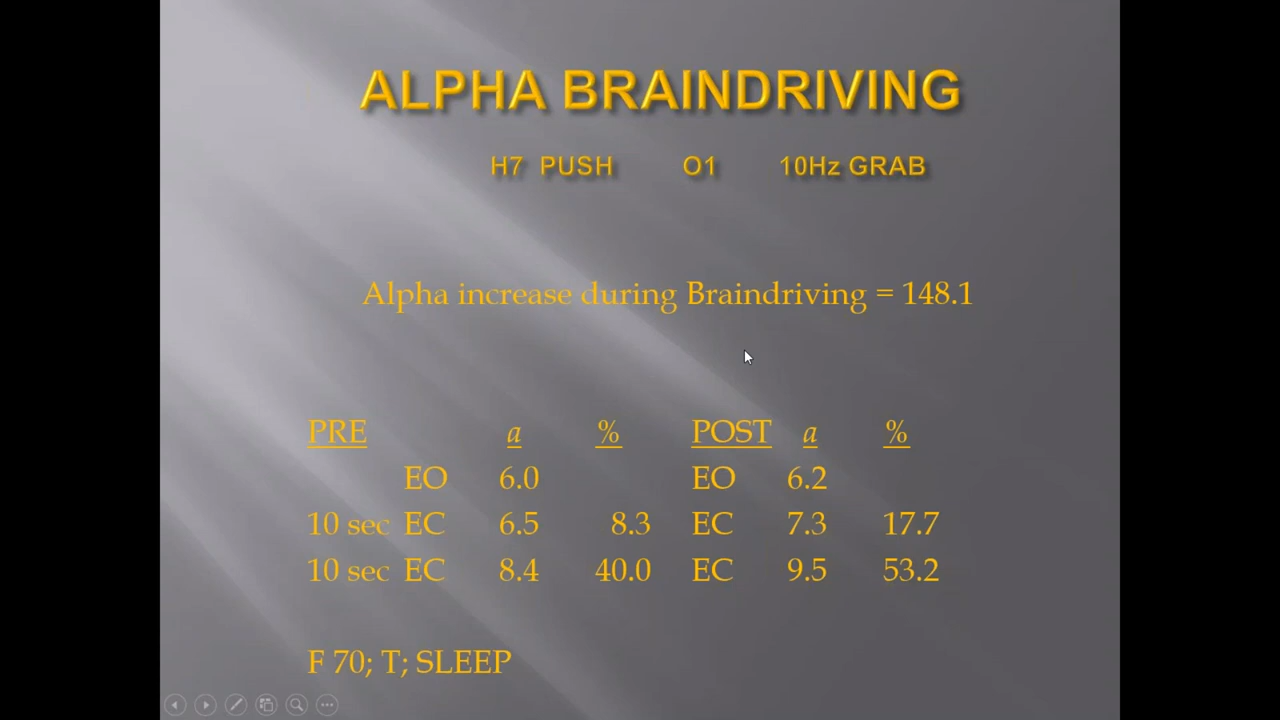 ALPHA BRAINDRIVING
H7 PUSH O1 10Hz GRAB
Alpha increase during Braindriving = 148.1
PRE a % POST a %
EO 6.0 EO 6.2
10 sec EC 6.5 8.3 EC 7.3 17.7
10 sec EC 8.4 40.0 EC 9.5 53.2
F 70; T; SLEEP